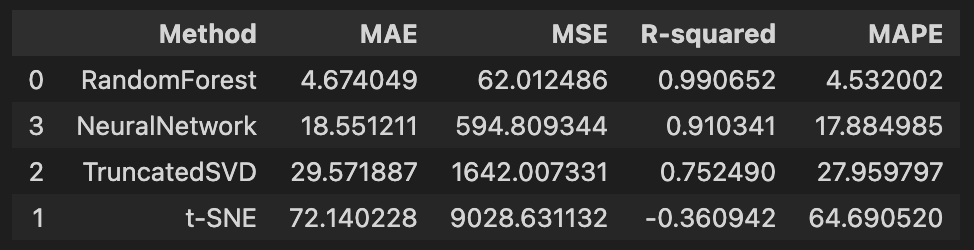 Method MAE MSE R-squared MAPE
0 RandomForest 4.674049 62.012486 0.990652 4.532002
3 NeuralNetwork 18.551211 594.809344 0.910341 17.884985
2 TruncatedSVD 29.571887 1642.007331 0.752490 27.959797
1 t-SNE 72.140228 9028.631132 -0.360942 64.690520